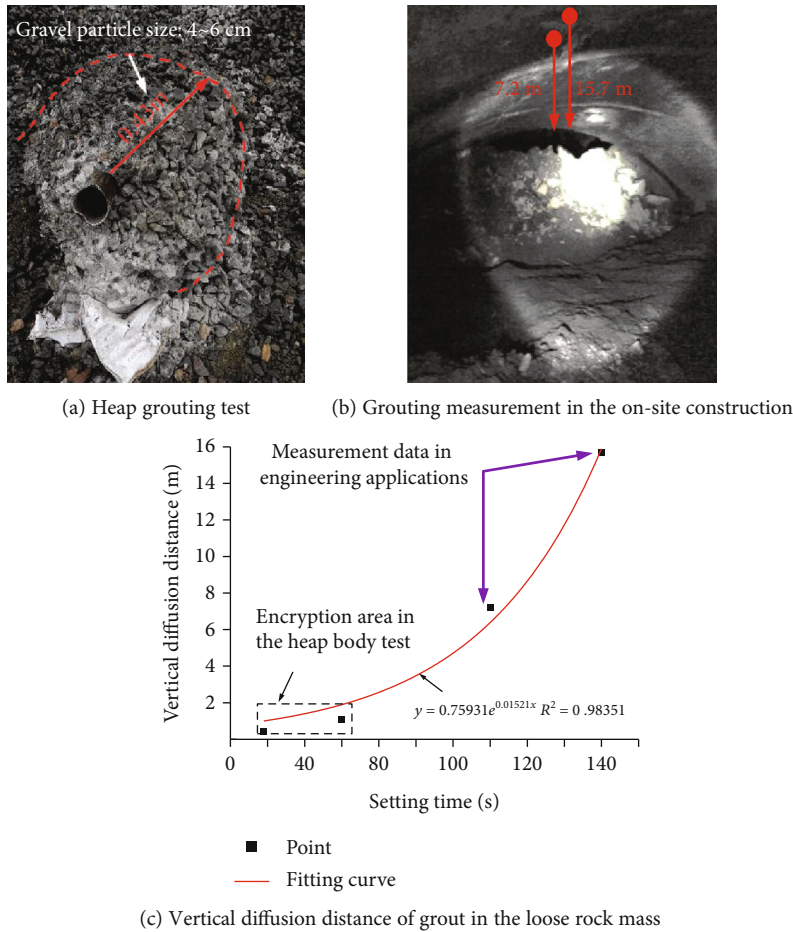 Gravel particle size: 4~6 cm
0.43 m
7.2 m
15.7 m
(a) Heap grouting test
(b) Grouting measurement in the on-site construction
16
14
12
10
8
6
4
2
Vertical diffusion distance (m)
Measurement data in
engineering applications
Encryption area in
the heap body test
y = 0.75931e^0.01521x R² = 0 .98351
0
40
80
100
120
140
Setting time (s)
Point
Fitting curve
(c) Vertical diffusion distance of grout in the loose rock mass